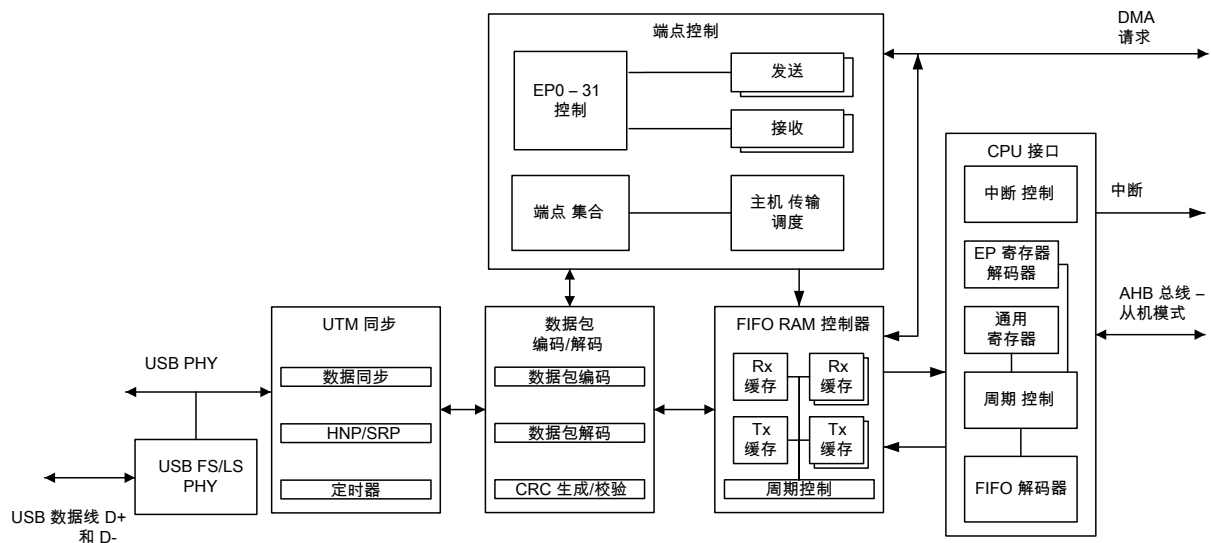 端点控制
EP0 – 31
控制
发送
接收
端点 集合
主机 传输
调度
DMA
请求
CPU 接口
中断 控制
中断
EP 寄存器
解码器
AHB 总线 –
从机模式
通用
寄存器
周期 控制
FIFO 解码器
UTM 同步
数据同步
HNP/SRP
定时器
数据包
编码/解码
数据包编码
数据包解码
CRC 生成/校验
FIFO RAM 控制器
Rx
缓存
Rx
缓存
Tx
缓存
Tx
缓存
周期控制
USB PHY
USB FS/LS
PHY
USB 数据线 D+
和 D-